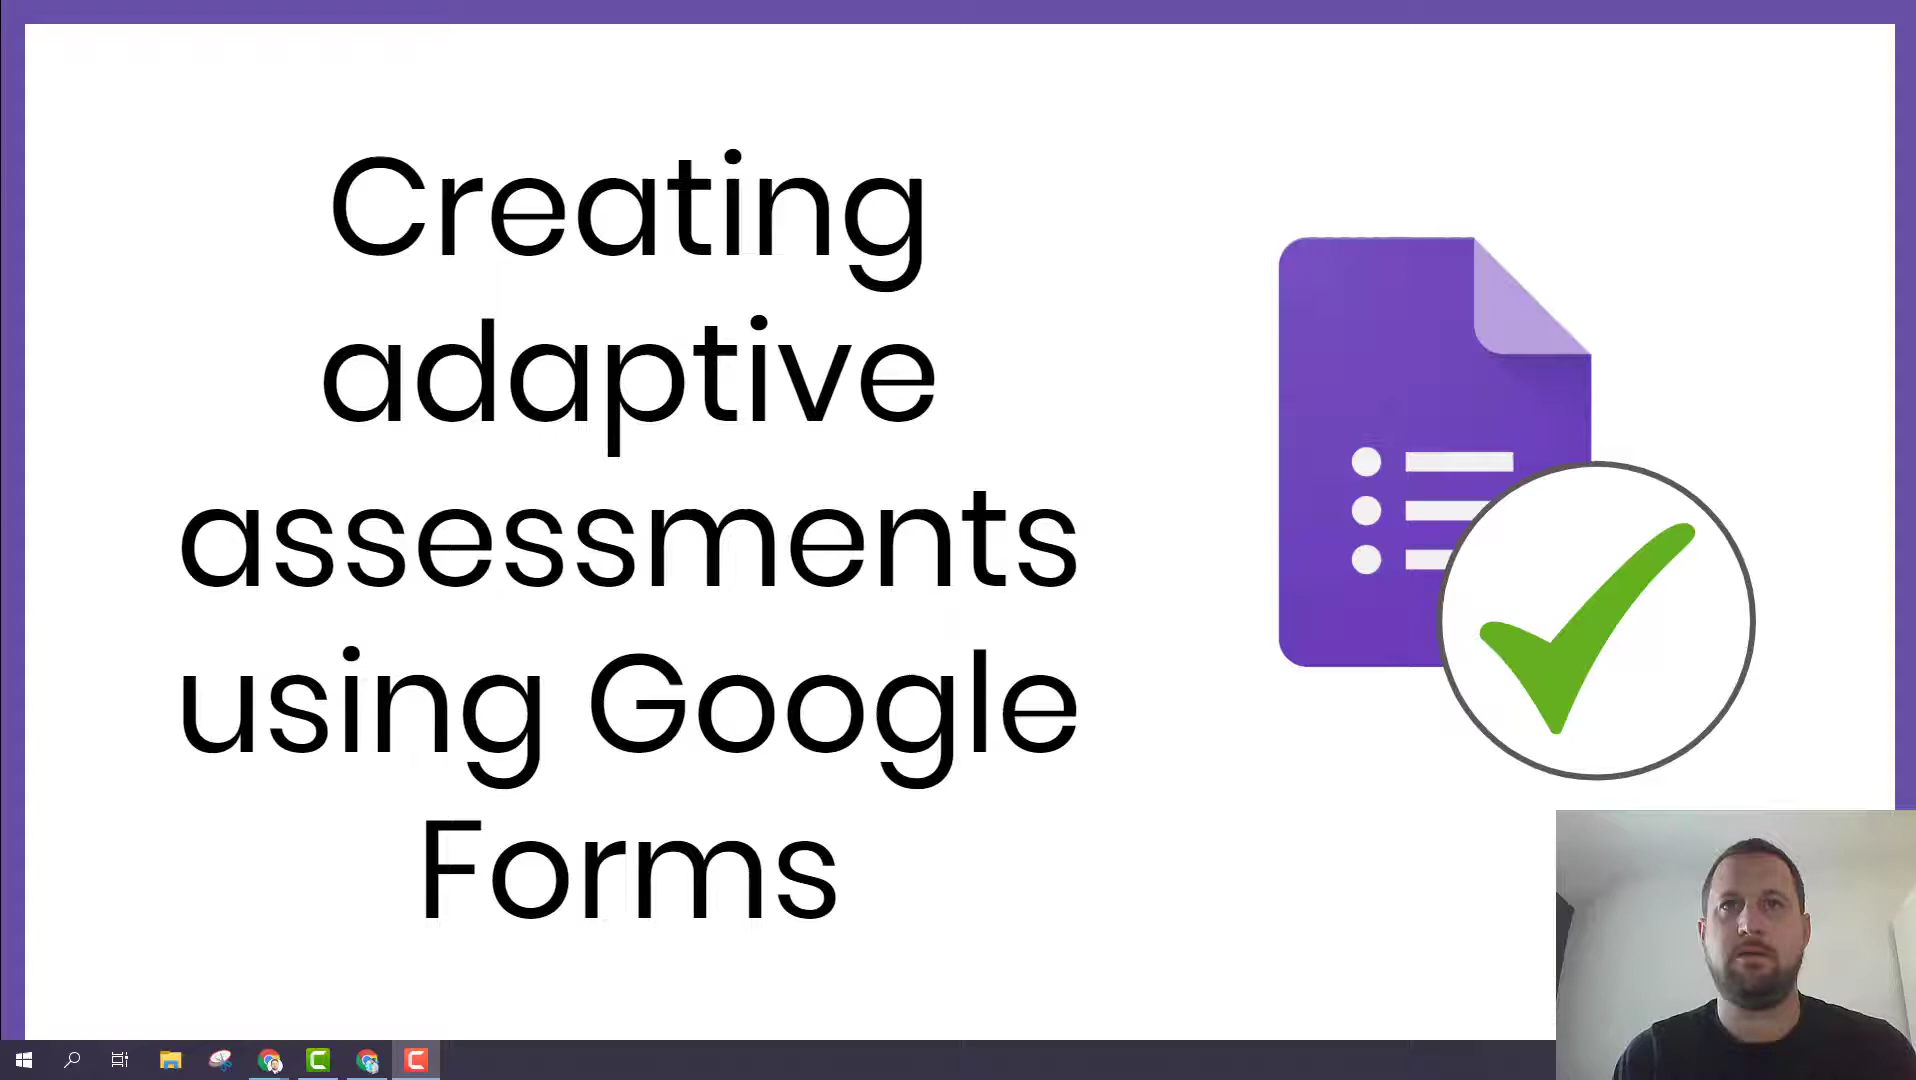 Creating
adaptive
assessments
using Google
Forms